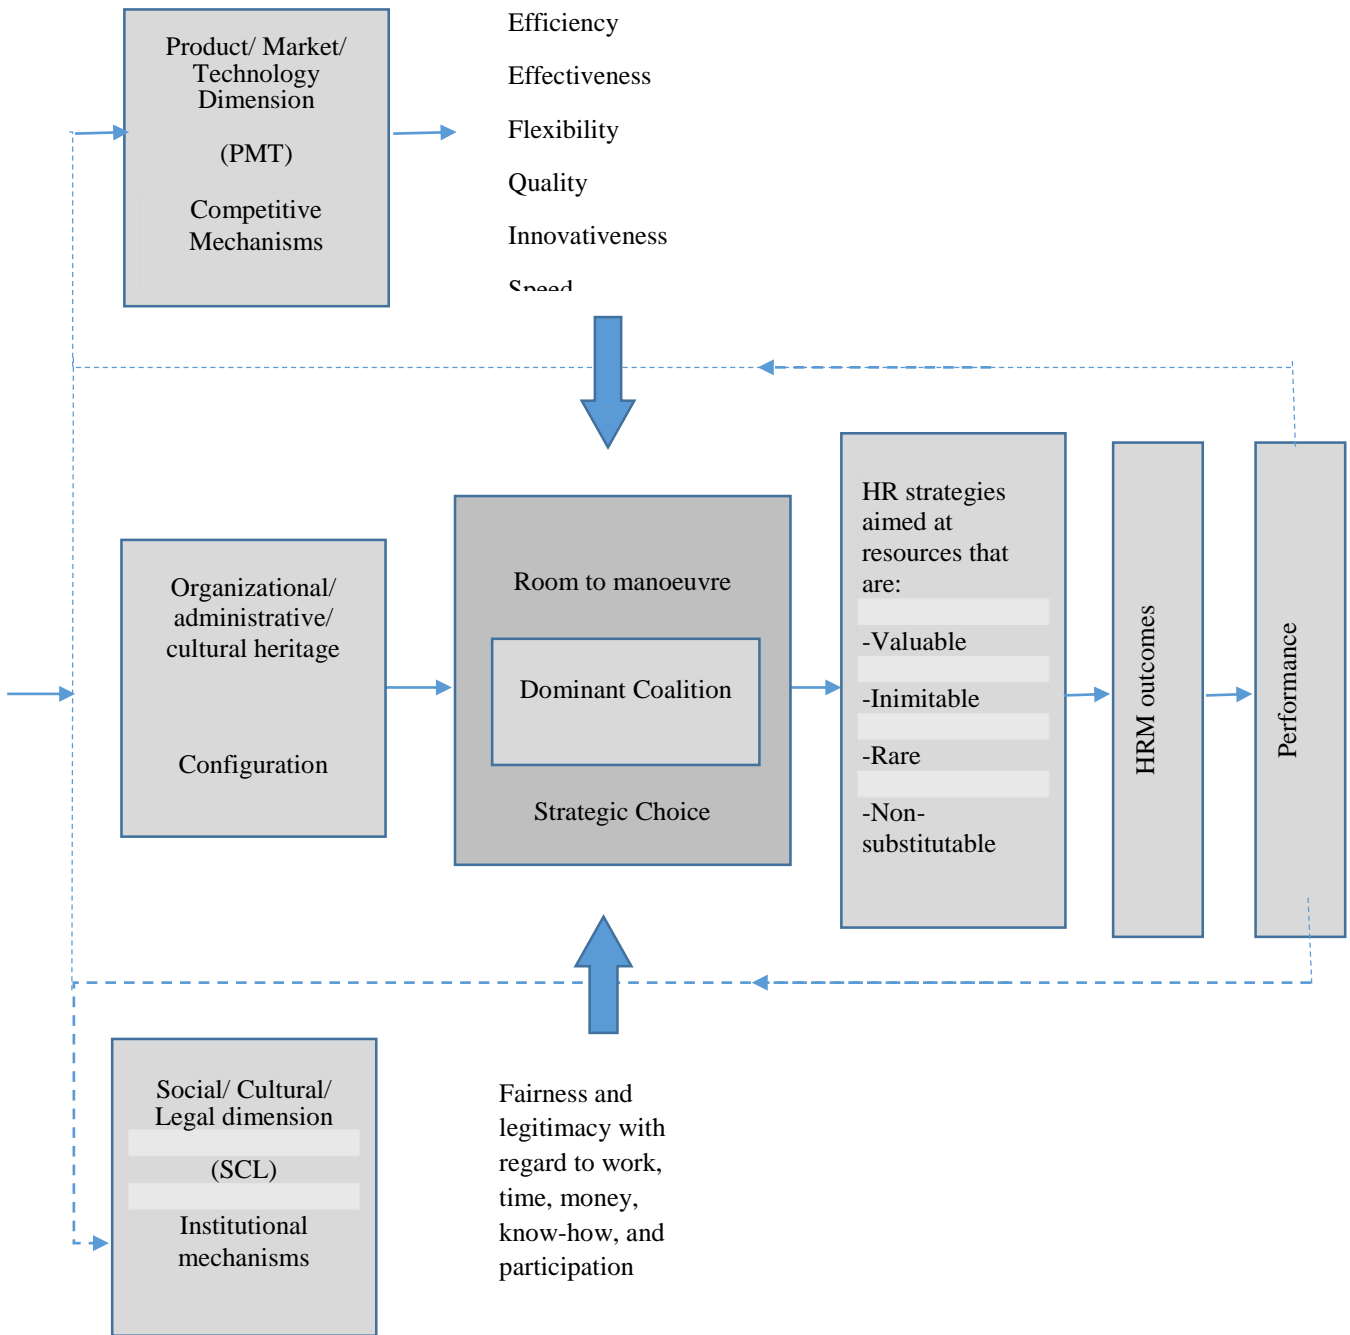 Product/ Market/
Technology
Dimension
(PMT)
Competitive
Mechanisms
Efficiency
Effectiveness
Flexibility
Quality
Innovativeness
Speed
Organizational/
administrative/
cultural heritage
Configuration
Room to manoeuvre
Dominant Coalition
Strategic Choice
HR strategies
aimed at
resources that
are:
-Valuable
-Inimitable
-Rare
-Non-
substitutable
HRM outcomes
Performance
Social/ Cultural/
Legal dimension
(SCL)
Institutional
mechanisms
Fairness and
legitimacy with
regard to work,
time, money,
know-how, and
participation